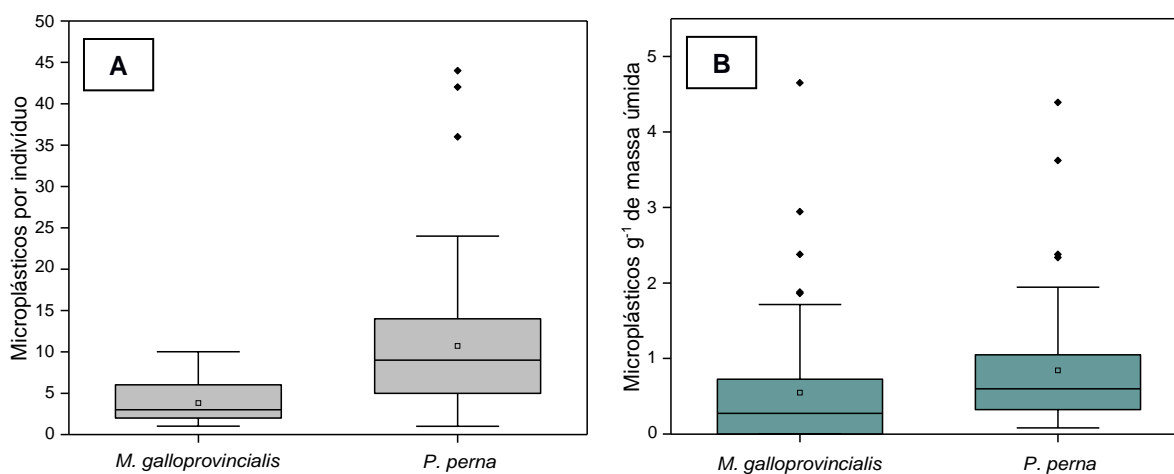 A
Microplásticos por indivíduo
50
45
40
35
30
25
20
15
10
5
0
M. galloprovincialis P. perna
B
Microplásticos g⁻¹ de massa úmida
5
4
3
2
1
0
M. galloprovincialis P. perna